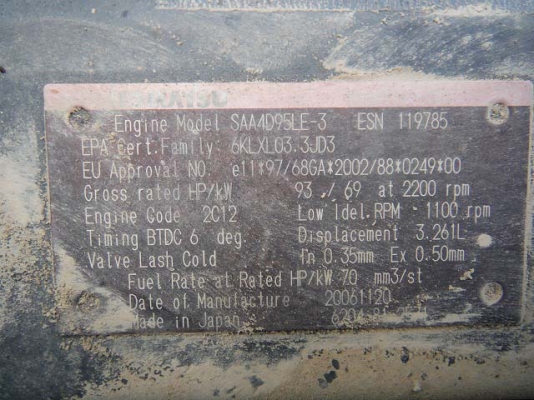 Engine Model SAA4D95LE-3 ESN 119785
EPA Cert.Family: 6KLXL03.3JD3
EU Approval NO. e11*97/68GA*2002/88*0249*00
Gross rated HP/kW 93 / 69 at 2200 rpm
Engine Code 2C12 Low Idel.RPM 1100 rpm
Timing BTDC 6 deg. Displacement 3.261L
Valve Lash Cold In 0.35mm Ex 0.50mm
Fuel Rate at Rated HP/kW 70 mm3/st
Date of Manufacture 20061120
Made in Japan